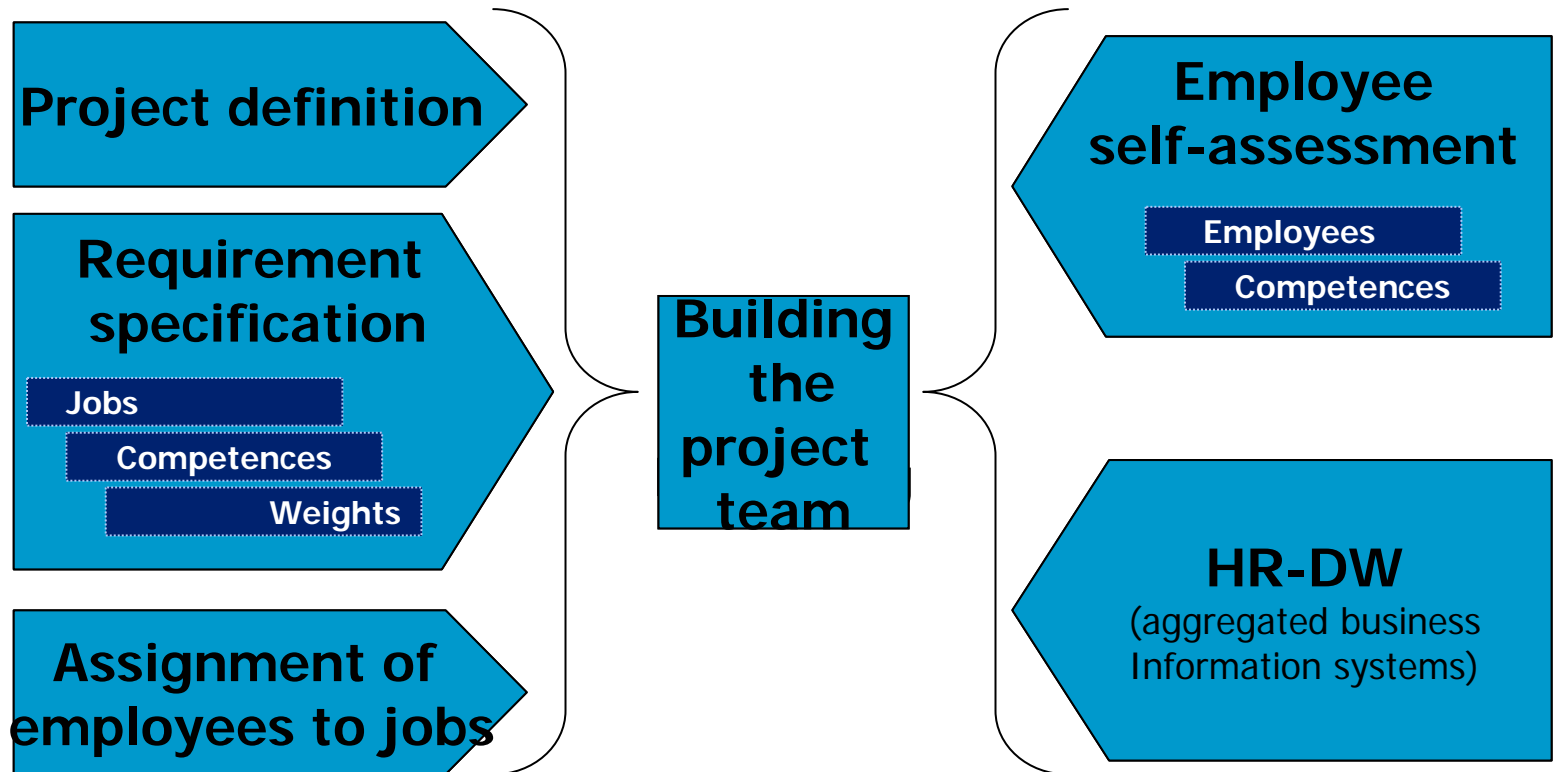 Project definition
Requirement
specification
Jobs
Competences
Weights
Assignment of
employees to jobs
Building
the
project
team
Employee
self-assessment
Employees
Competences
HR-DW
(aggregated business
Information systems)